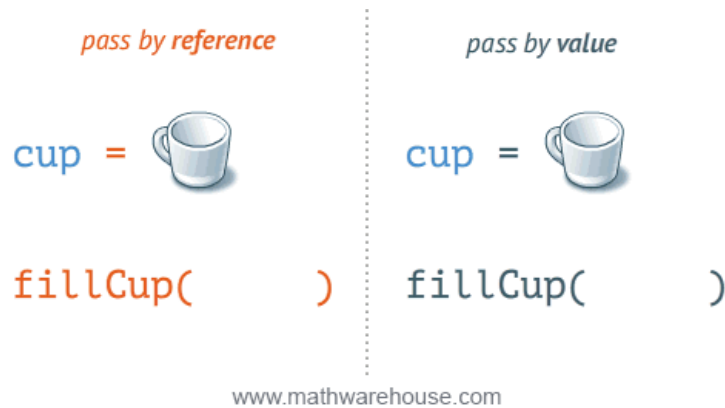 pass by reference
cup =
fillCup( )
pass by value
cup =
fillCup( )
www.mathwarehouse.com